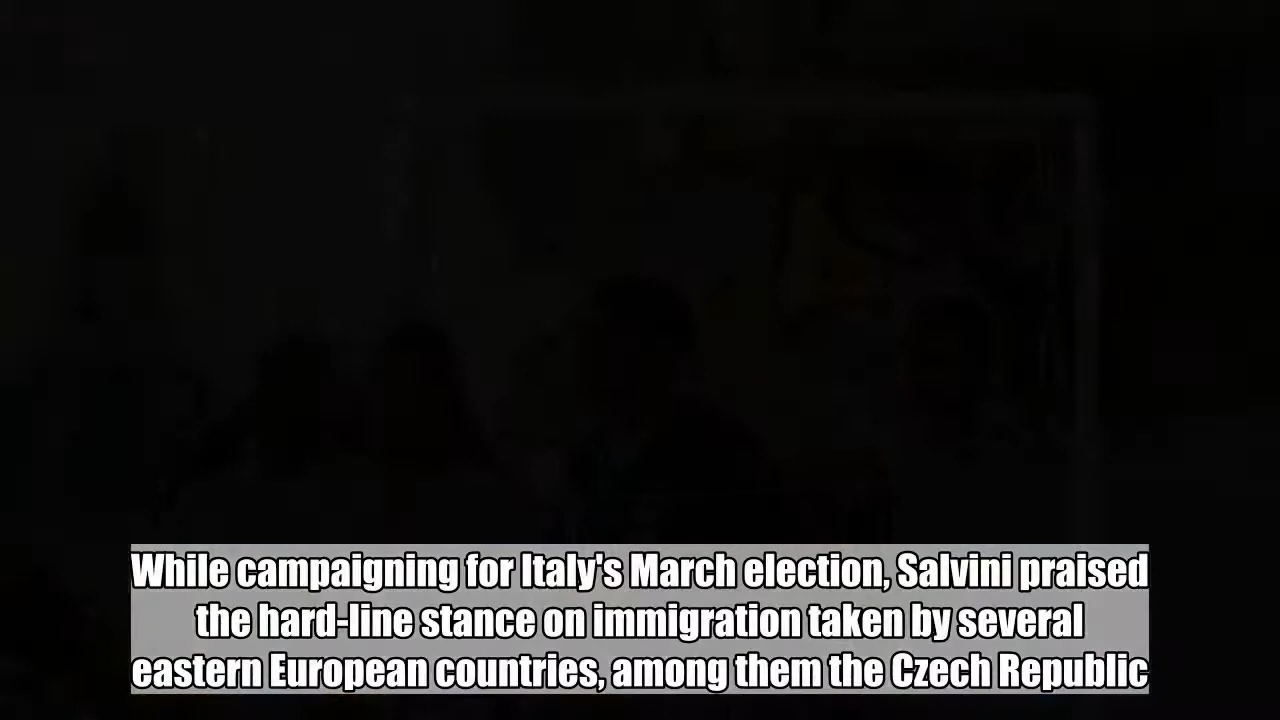 While campaigning for Italy's March election, Salvini praised
the hard-line stance on immigration taken by several
eastern European countries, among them the Czech Republic